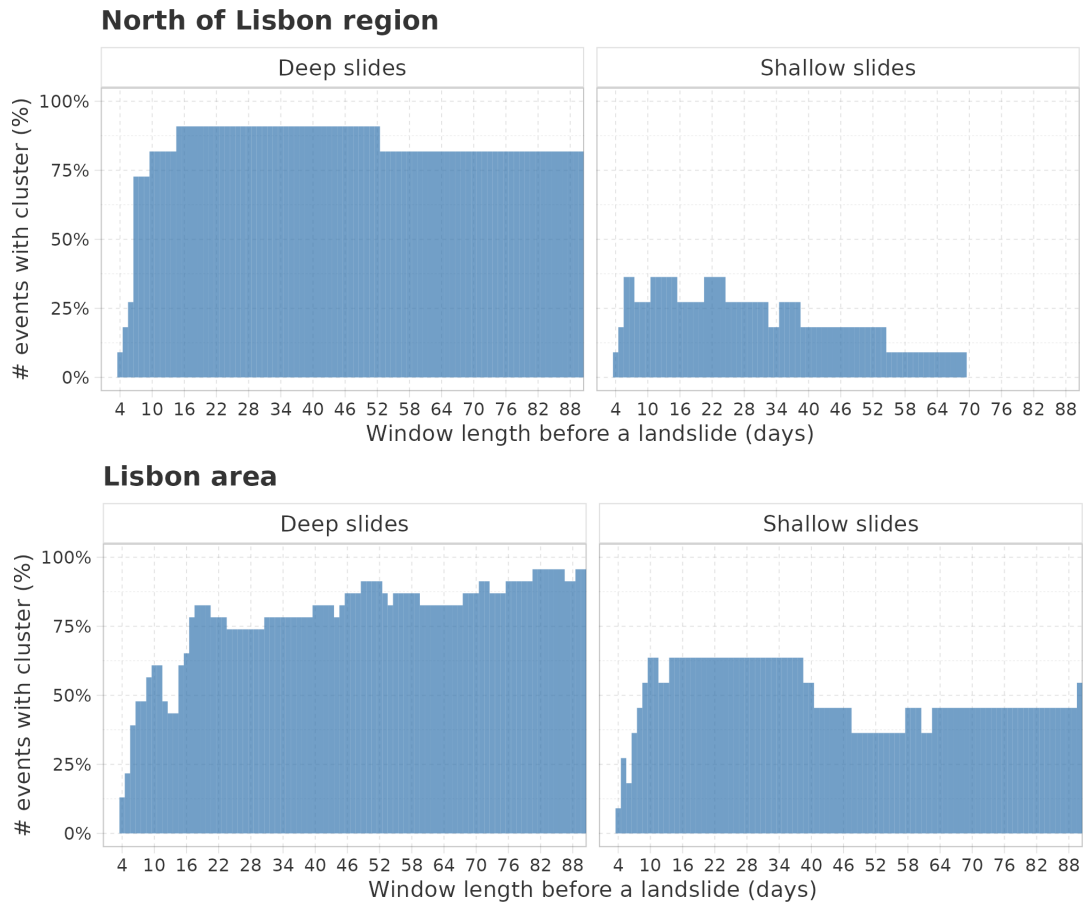 North of Lisbon region
Deep slides
Shallow slides
# events with cluster (%)
100%
75%
50%
25%
0%
4 10 16 22 28 34 40 46 52 58 64 70 76 82 88
4 10 16 22 28 34 40 46 52 58 64 70 76 82 88
Window length before a landslide (days)
Lisbon area
Deep slides
Shallow slides
# events with cluster (%)
100%
75%
50%
25%
0%
4 10 16 22 28 34 40 46 52 58 64 70 76 82 88
4 10 16 22 28 34 40 46 52 58 64 70 76 82 88
Window length before a landslide (days)